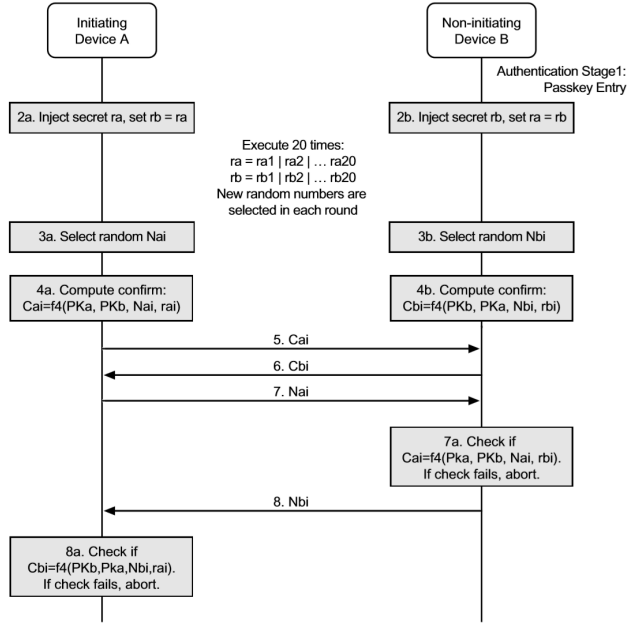 Initiating
Device A
Non-initiating
Device B
Authentication Stage1:
Passkey Entry
2a. Inject secret ra, set rb = ra
2b. Inject secret rb, set ra = rb
Execute 20 times:
ra = ra1 | ra2 | … ra20
rb = rb1 | rb2 | … rb20
New random numbers are
selected in each round
3a. Select random Nai
3b. Select random Nbi
4a. Compute confirm:
Cai=f4(PKa, PKb, Nai, rai)
4b. Compute confirm:
Cbi=f4(PKb, PKa, Nbi, rbi)
5. Cai
6. Cbi
7. Nai
7a. Check if
Cai=f4(Pka, PKb, Nai, rbi).
If check fails, abort.
8. Nbi
8a. Check if
Cbi=f4(PKb,Pka,Nbi,rai).
If check fails, abort.